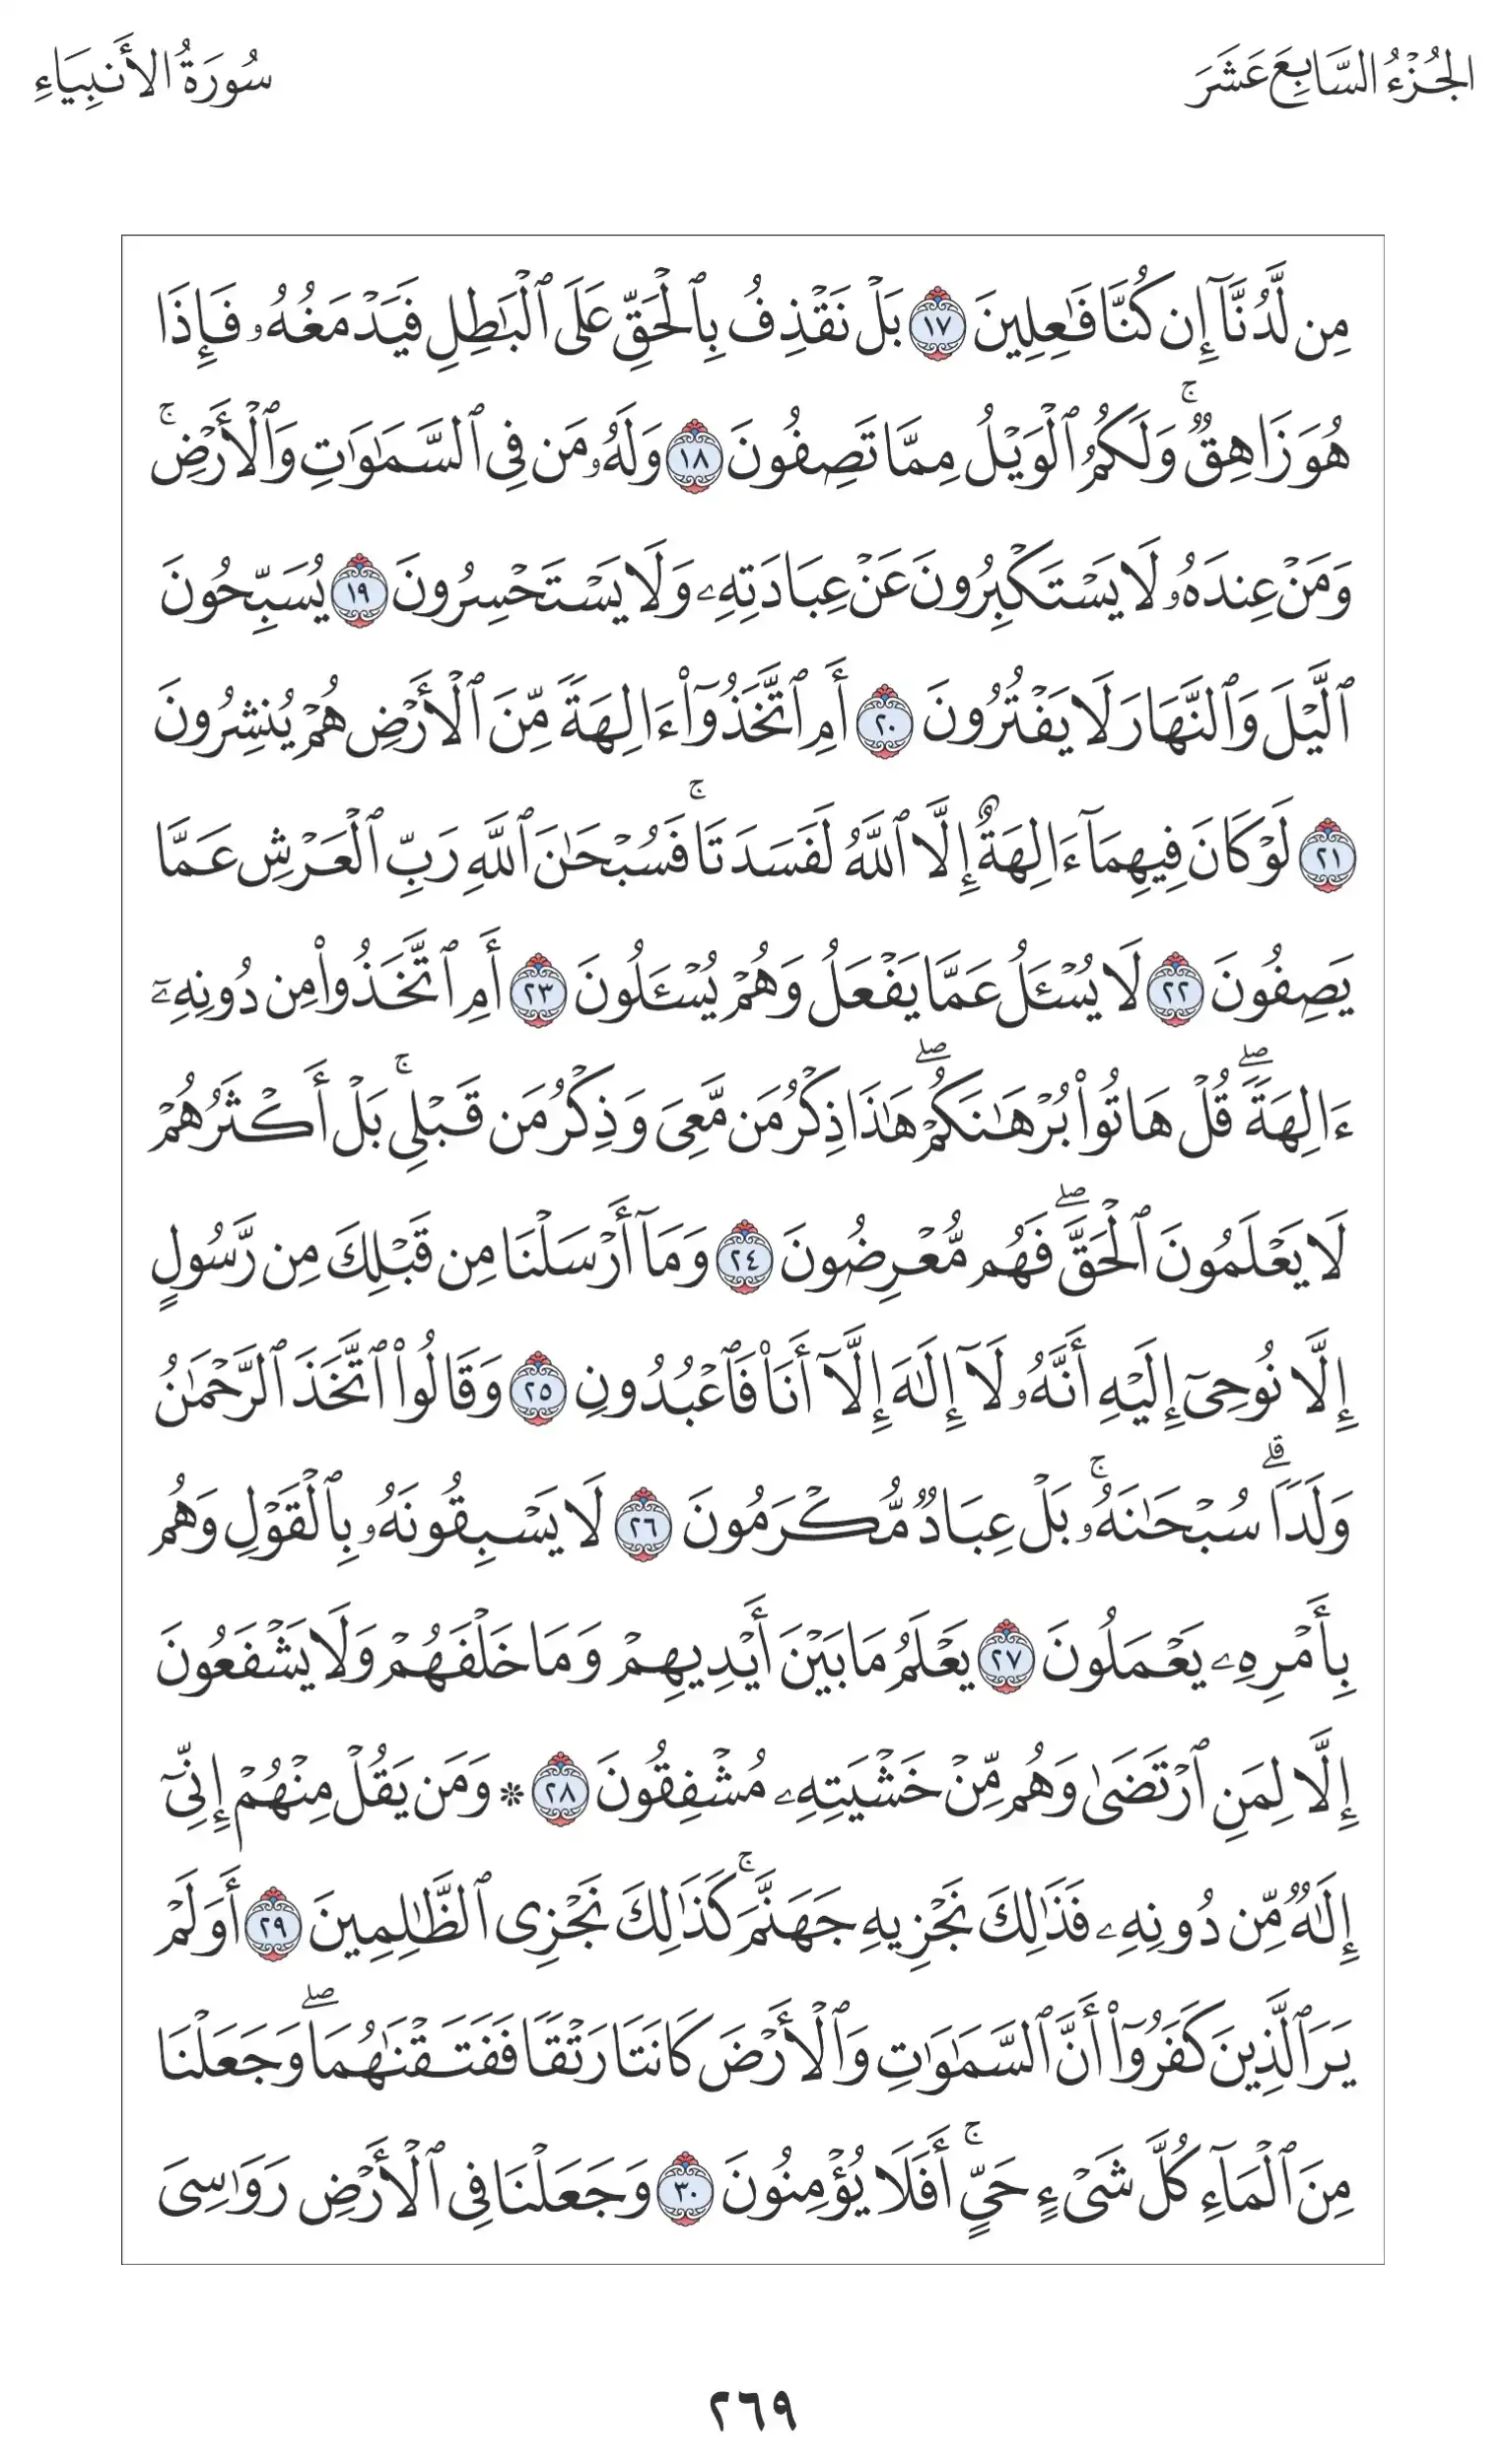 الجُزْءُ السَّابِعَ عَشَرَ
سُورَةُ الأَنبِيَاءِ
مِن لَّدُنَّآ إِن كُنَّا فَـٰعِلِينَ ١٧ بَلْ نَقْذِفُ بِٱلْحَقِّ عَلَى ٱلْبَـٰطِلِ فَيَدْمَغُهُۥ فَإِذَا
هُوَ زَاهِقٌ ۚ وَلَكُمُ ٱلْوَيْلُ مِمَّا تَصِفُونَ ١٨ وَلَهُۥ مَن فِى ٱلسَّمَـٰوَٰتِ وَٱلْأَرْضِ ۚ
وَمَنْ عِندَهُۥ لَا يَسْتَكْبِرُونَ عَنْ عِبَادَتِهِۦ وَلَا يَسْتَحْسِرُونَ ١٩ يُسَبِّحُونَ
ٱلَّيْلَ وَٱلنَّهَارَ لَا يَفْتُرُونَ ٢٠ أَمِ ٱتَّخَذُوٓا۟ ءَالِهَةً مِّنَ ٱلْأَرْضِ هُمْ يُنشِرُونَ
٢١ لَوْ كَانَ فِيهِمَآ ءَالِهَةٌ إِلَّا ٱللَّهُ لَفَسَدَتَا ۚ فَسُبْحَـٰنَ ٱللَّهِ رَبِّ ٱلْعَرْشِ عَمَّا
يَصِفُونَ ٢٢ لَا يُسْـَٔلُ عَمَّا يَفْعَلُ وَهُمْ يُسْـَٔلُونَ ٢٣ أَمِ ٱتَّخَذُوا۟ مِن دُونِهِۦٓ
ءَالِهَةً ۖ قُلْ هَاتُوا۟ بُرْهَـٰنَكُمْ ۖ هَـٰذَا ذِكْرُ مَن مَّعِىَ وَذِكْرُ مَن قَبْلِى ۚ بَلْ أَكْثَرُهُمْ
لَا يَعْلَمُونَ ٱلْحَقَّ ۖ فَهُم مُّعْرِضُونَ ٢٤ وَمَآ أَرْسَلْنَا مِن قَبْلِكَ مِن رَّسُولٍ
إِلَّا نُوحِىٓ إِلَيْهِ أَنَّهُۥ لَآ إِلَـٰهَ إِلَّآ أَنَا۠ فَٱعْبُدُونِ ٢٥ وَقَالُوا۟ ٱتَّخَذَ ٱلرَّحْمَـٰنُ
وَلَدًا ۗ سُبْحَـٰنَهُۥ ۚ بَلْ عِبَادٌ مُّكْرَمُونَ ٢٦ لَا يَسْبِقُونَهُۥ بِٱلْقَوْلِ وَهُم
بِأَمْرِهِۦ يَعْمَلُونَ ٢٧ يَعْلَمُ مَا بَيْنَ أَيْدِيهِمْ وَمَا خَلْفَهُمْ وَلَا يَشْفَعُونَ
إِلَّا لِمَنِ ٱرْتَضَىٰ وَهُم مِّنْ خَشْيَتِهِۦ مُشْفِقُونَ ٢٨ * وَمَن يَقُلْ مِنْهُمْ إِنِّىٓ
إِلَـٰهٌ مِّن دُونِهِۦ فَذَٰلِكَ نَجْزِيهِ جَهَنَّمَ ۚ كَذَٰلِكَ نَجْزِى ٱلظَّـٰلِمِينَ ٢٩ أَوَلَمْ
يَرَ ٱلَّذِينَ كَفَرُوٓا۟ أَنَّ ٱلسَّمَـٰوَٰتِ وَٱلْأَرْضَ كَانَتَا رَتْقًا فَفَتَقْنَـٰهُمَا ۖ وَجَعَلْنَا
مِنَ ٱلْمَآءِ كُلَّ شَىْءٍ حَىٍّ ۚ أَفَلَا يُؤْمِنُونَ ٣٠ وَجَعَلْنَا فِى ٱلْأَرْضِ رَوَٰسِىَ
٢٦٩